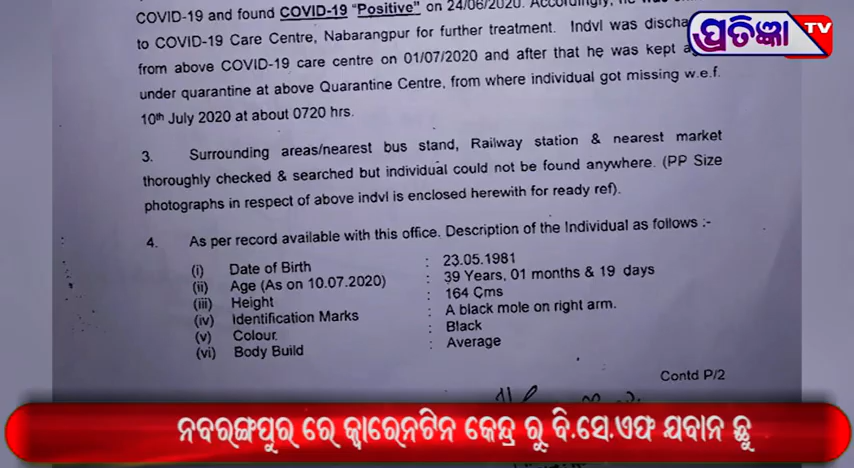 COVID-19 and found COVID-19 "Positive" on 24/06/2020. Accordingly, he was
ପ୍ରତିଜ୍ଞା TV
to COVID-19 Care Centre, Nabarangpur for further treatment. Indvl was
from above COVID-19 care centre on 01/07/2020 and after that he was kept
under quarantine at above Quarantine Centre, from where individual got missing w.e.f.
10th July 2020 at about 0720 hrs.
3. Surrounding areas/nearest bus stand, Railway station & nearest market
thoroughly checked & searched but individual could not be found anywhere. (PP Size
photographs in respect of above indvl is enclosed herewith for ready ref).
4. As per record available with this office. Description of the Individual as follows :-
(i) Date of Birth : 23.05.1981
(ii) Age (As on 10.07.2020) : 39 Years, 01 months & 19 days
(iii) Height : 164 Cms
(iv) Identification Marks : A black mole on right arm.
(v) Colour : Black
(vi) Body Build : Average
Contd P/2
ନବରଙ୍ଗପୁର ରେ କ୍ୱାରେନଟିନ କେନ୍ଦ୍ର ରୁ ବି.ସେ.ଏଫ ଯବାନ ଛୁ